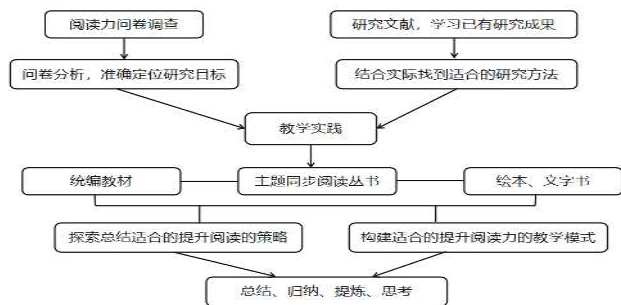 阅读力问卷调查
研究文献，学习已有研究成果
问卷分析，准确定位研究目标
结合实际找到适合的研究方法
教学实践
统编教材
主题同步阅读丛书
绘本、文字书
探索总结适合的提升阅读的策略
构建适合的提升阅读力的教学模式
总结、归纳、提炼、思考